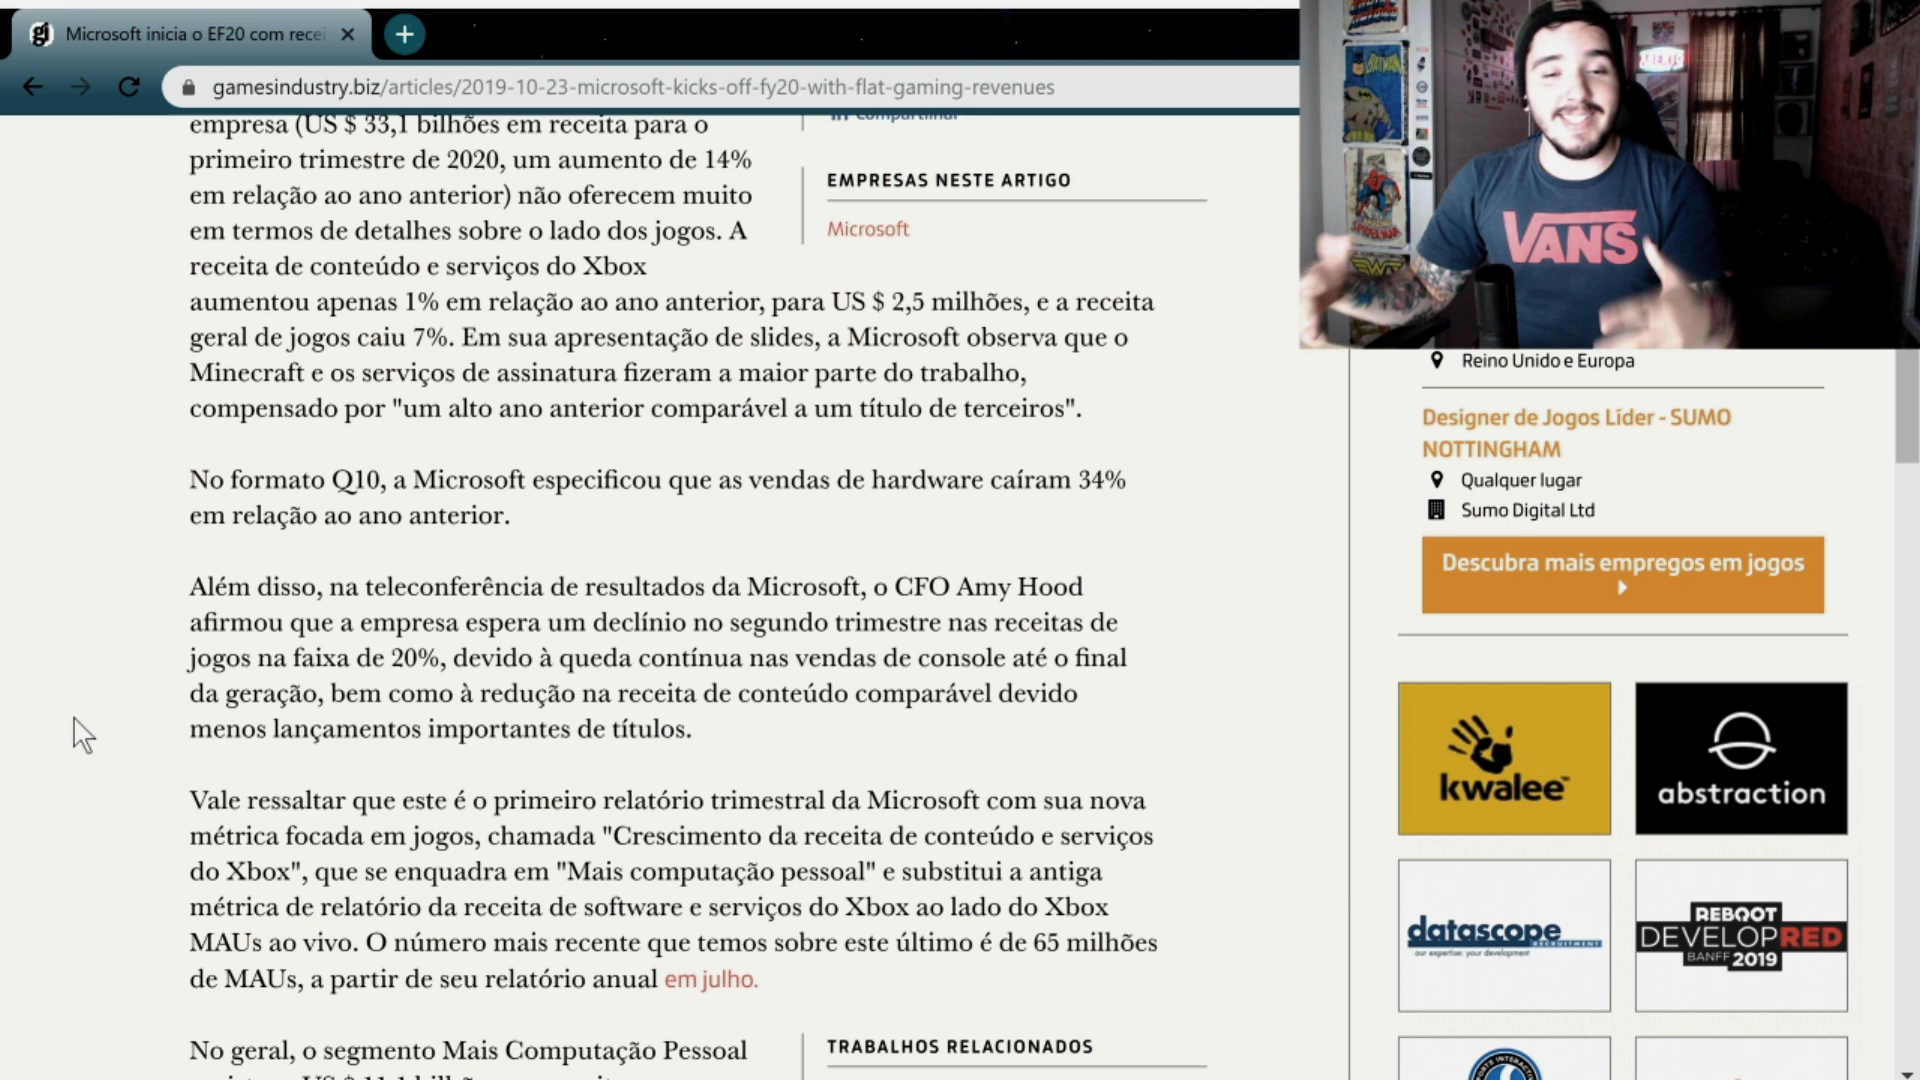 Microsoft inicia o EF20 com recei
gamesindustry.biz/articles/2019-10-23-microsoft-kicks-off-fy20-with-flat-gaming-revenues
empresa (US $ 33,1 bilhões em receita para o
primeiro trimestre de 2020, um aumento de 14%
em relação ao ano anterior) não oferecem muito
em termos de detalhes sobre o lado dos jogos. A
receita de conteúdo e serviços do Xbox
aumentou apenas 1% em relação ao ano anterior, para US $ 2,5 milhões, e a receita
geral de jogos caiu 7%. Em sua apresentação de slides, a Microsoft observa que o
Minecraft e os serviços de assinatura fizeram a maior parte do trabalho,
compensado por "um alto ano anterior comparável a um título de terceiros".
No formato Q10, a Microsoft especificou que as vendas de hardware caíram 34%
em relação ao ano anterior.
Além disso, na teleconferência de resultados da Microsoft, o CFO Amy Hood
afirmou que a empresa espera um declínio no segundo trimestre nas receitas de
jogos na faixa de 20%, devido à queda contínua nas vendas de console até o final
da geração, bem como à redução na receita de conteúdo comparável devido
menos lançamentos importantes de títulos.
Vale ressaltar que este é o primeiro relatório trimestral da Microsoft com sua nova
métrica focada em jogos, chamada "Crescimento da receita de conteúdo e serviços
do Xbox", que se enquadra em "Mais computação pessoal" e substitui a antiga
métrica de relatório da receita de software e serviços do Xbox ao lado do Xbox
MAUs ao vivo. O número mais recente que temos sobre este último é de 65 milhões
de MAUs, a partir de seu relatório anual em julho.
No geral, o segmento Mais Computação Pessoal
Compartilhar
EMPRESAS NESTE ARTIGO
Microsoft
TRABALHOS RELACIONADOS
BATMAN
ABERTO
VANS
Reino Unido e Europa
Designer de Jogos Líder - SUMO
NOTTINGHAM
Qualquer lugar
Sumo Digital Ltd
Descubra mais empregos em jogos
kwalee™
abstraction
datascope
RECRUITMENT
our expertise: your development
REBOOT
DEVELOPRED
BANFF 2019